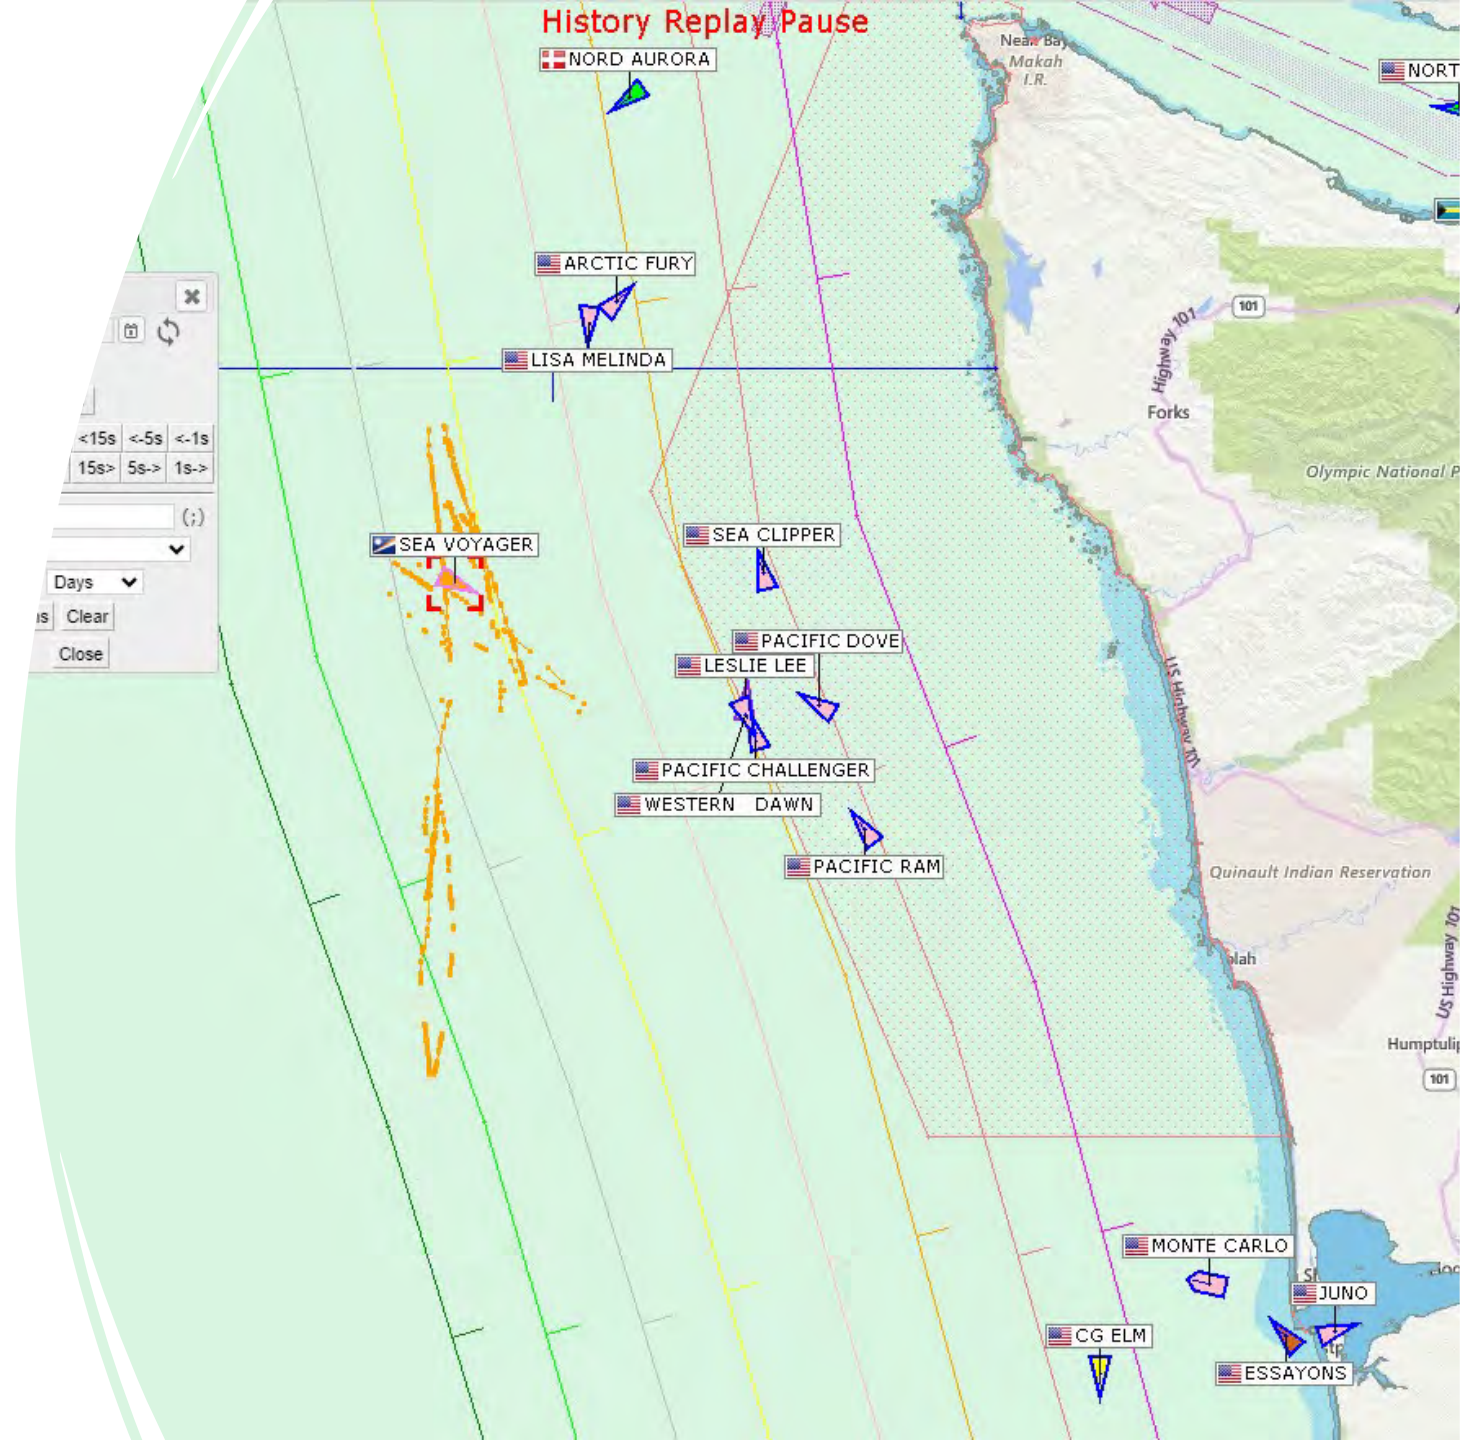 History Replay Pause
Neah Bay
NORD AURORA
Makah
I.R.
NORT
ARCTIC FURY
101
Highway 101
LISA MELINDA
Forks
<15s <-5s <-1s
15s> 5s-> 1s->
Olympic National P
(;)
SEA CLIPPER
SEA VOYAGER
Days
Clear
PACIFIC DOVE
Close
LESLIE LEE
US Highway 101
PACIFIC CHALLENGER
WESTERN DAWN
PACIFIC RAM
Quinault Indian Reservation
US Highway 101
olah
Humptulip
101
MONTE CARLO
JUNO
CG ELM
ESSAYONS